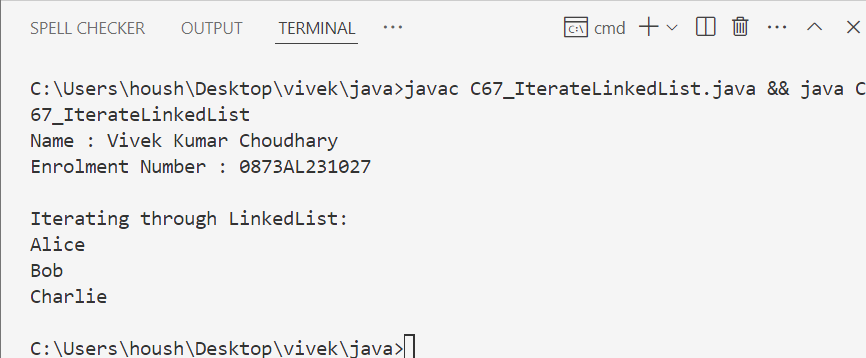 SPELL CHECKER OUTPUT TERMINAL ··· cmd ···
C:\Users\housh\Desktop\vivek\java>javac C67_IterateLinkedList.java && java C
67_IterateLinkedList
Name : Vivek Kumar Choudhary
Enrolment Number : 0873AL231027
Iterating through LinkedList:
Alice
Bob
Charlie
C:\Users\housh\Desktop\vivek\java>